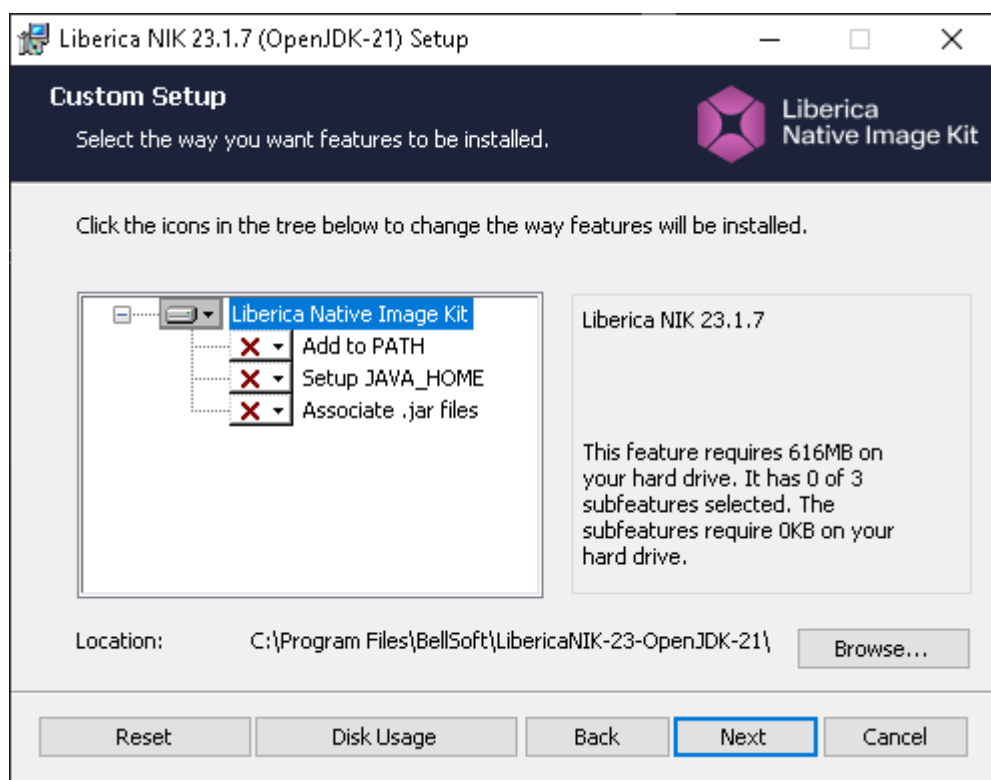 Liberica NIK 23.1.7 (OpenJDK-21) Setup
Custom Setup
Select the way you want features to be installed.
Liberica
Native Image Kit
Click the icons in the tree below to change the way features will be installed.
Liberica Native Image Kit
Add to PATH
Setup JAVA_HOME
Associate .jar files
Liberica NIK 23.1.7
This feature requires 616MB on
your hard drive. It has 0 of 3
subfeatures selected. The
subfeatures require 0KB on your
hard drive.
Location: C:\Program Files\BellSoft\LibericaNIK-23-OpenJDK-21\ Browse...
Reset Disk Usage Back Next Cancel